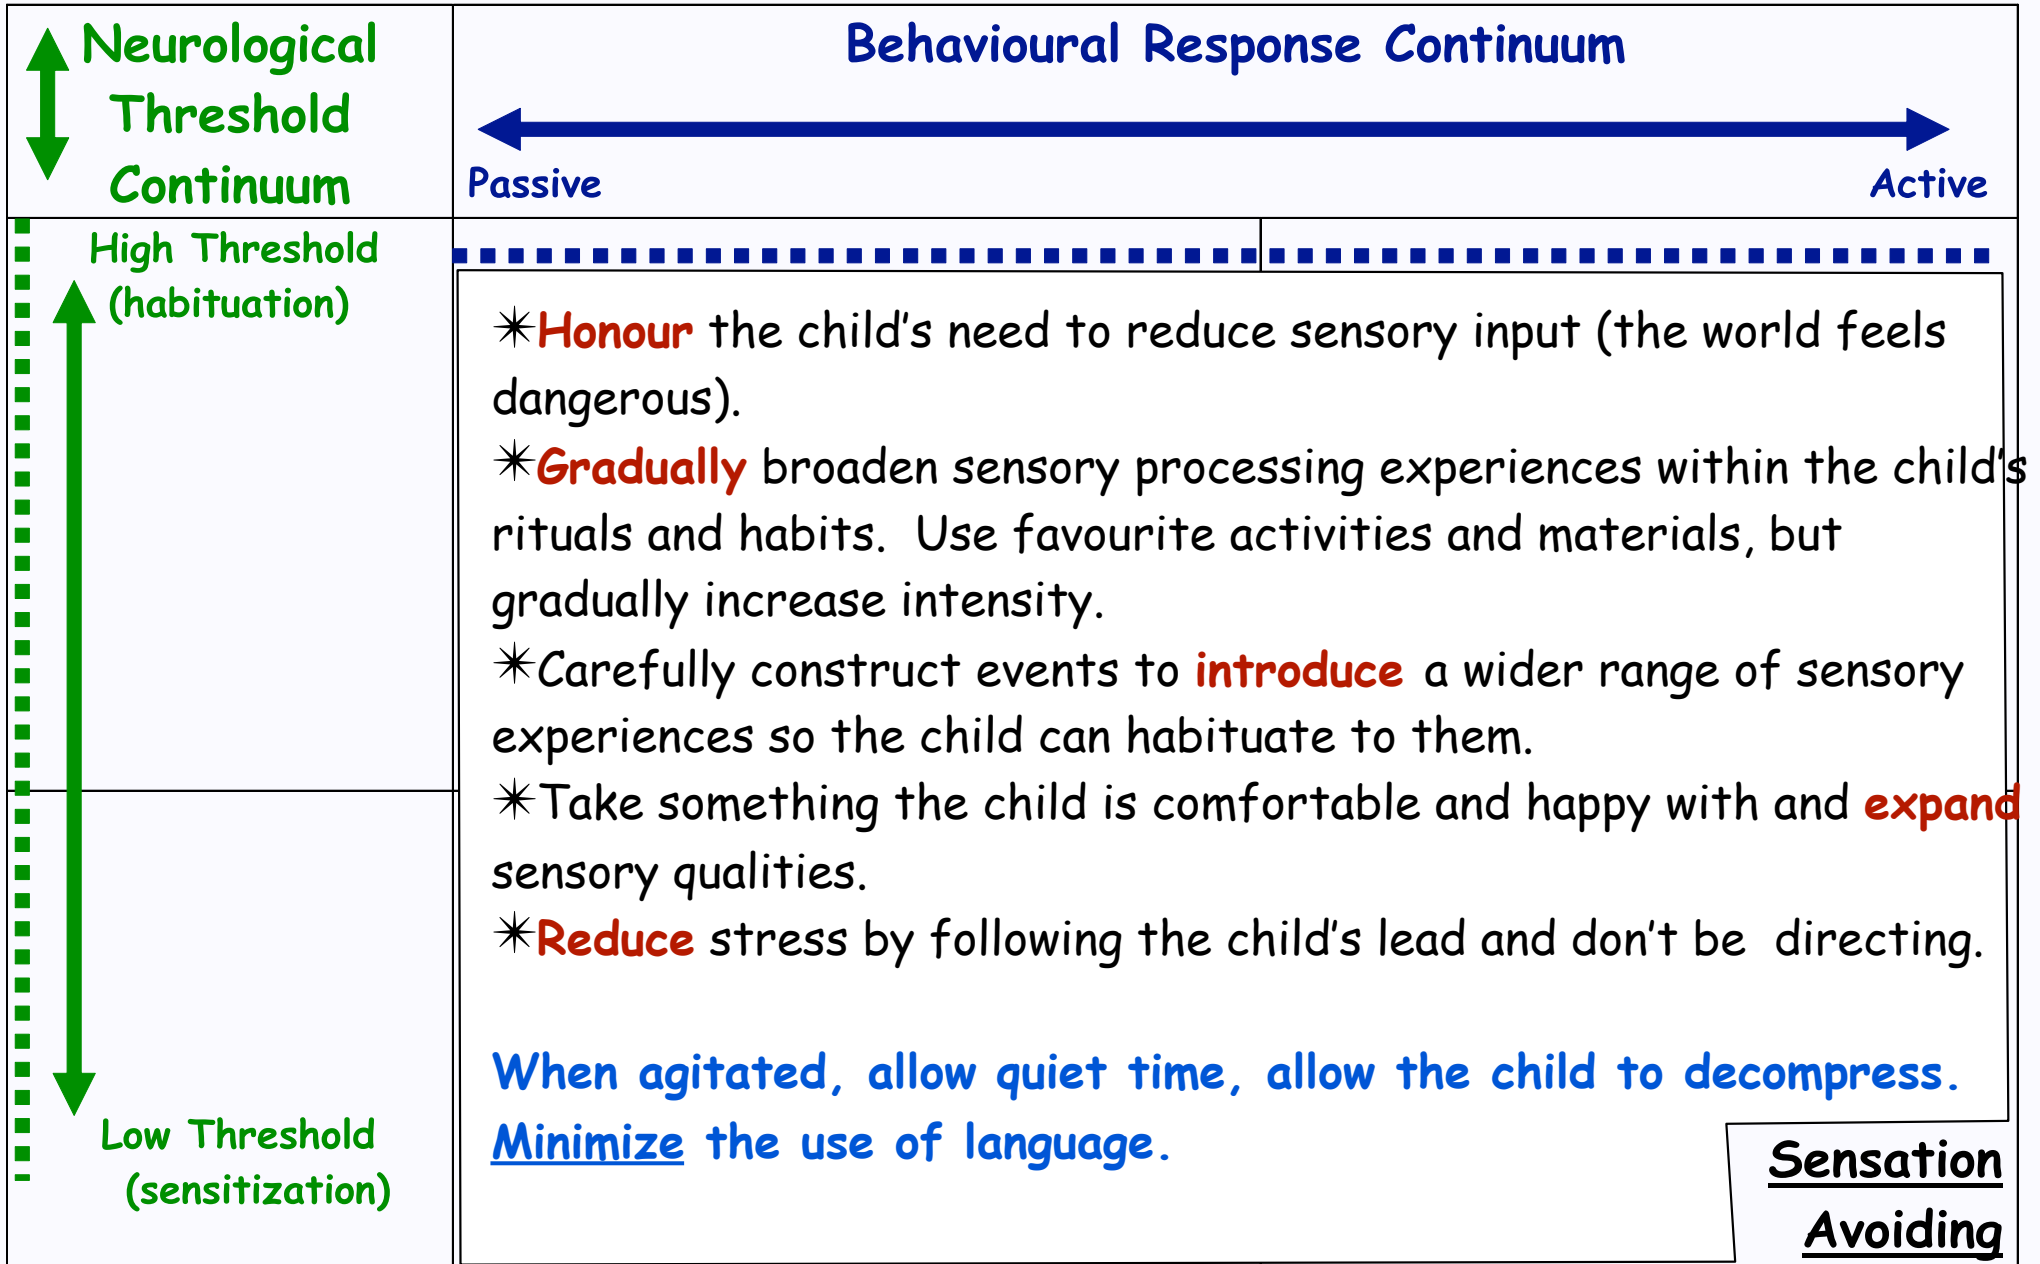 Neurological
Threshold
Continuum
Behavioural Response Continuum
Passive
Active
High Threshold
(habituation)
✴Honour the child’s need to reduce sensory input (the world feels
dangerous).
✴Gradually broaden sensory processing experiences within the child’s
rituals and habits.  Use favourite activities and materials, but
gradually increase intensity.
✴Carefully construct events to introduce a wider range of sensory
experiences so the child can habituate to them.
✴Take something the child is comfortable and happy with and expand
sensory qualities.
✴Reduce stress by following the child’s lead and don’t be  directing.
When agitated, allow quiet time, allow the child to decompress.
Minimize the use of language.
Low Threshold
(sensitization)
Sensation
Avoiding